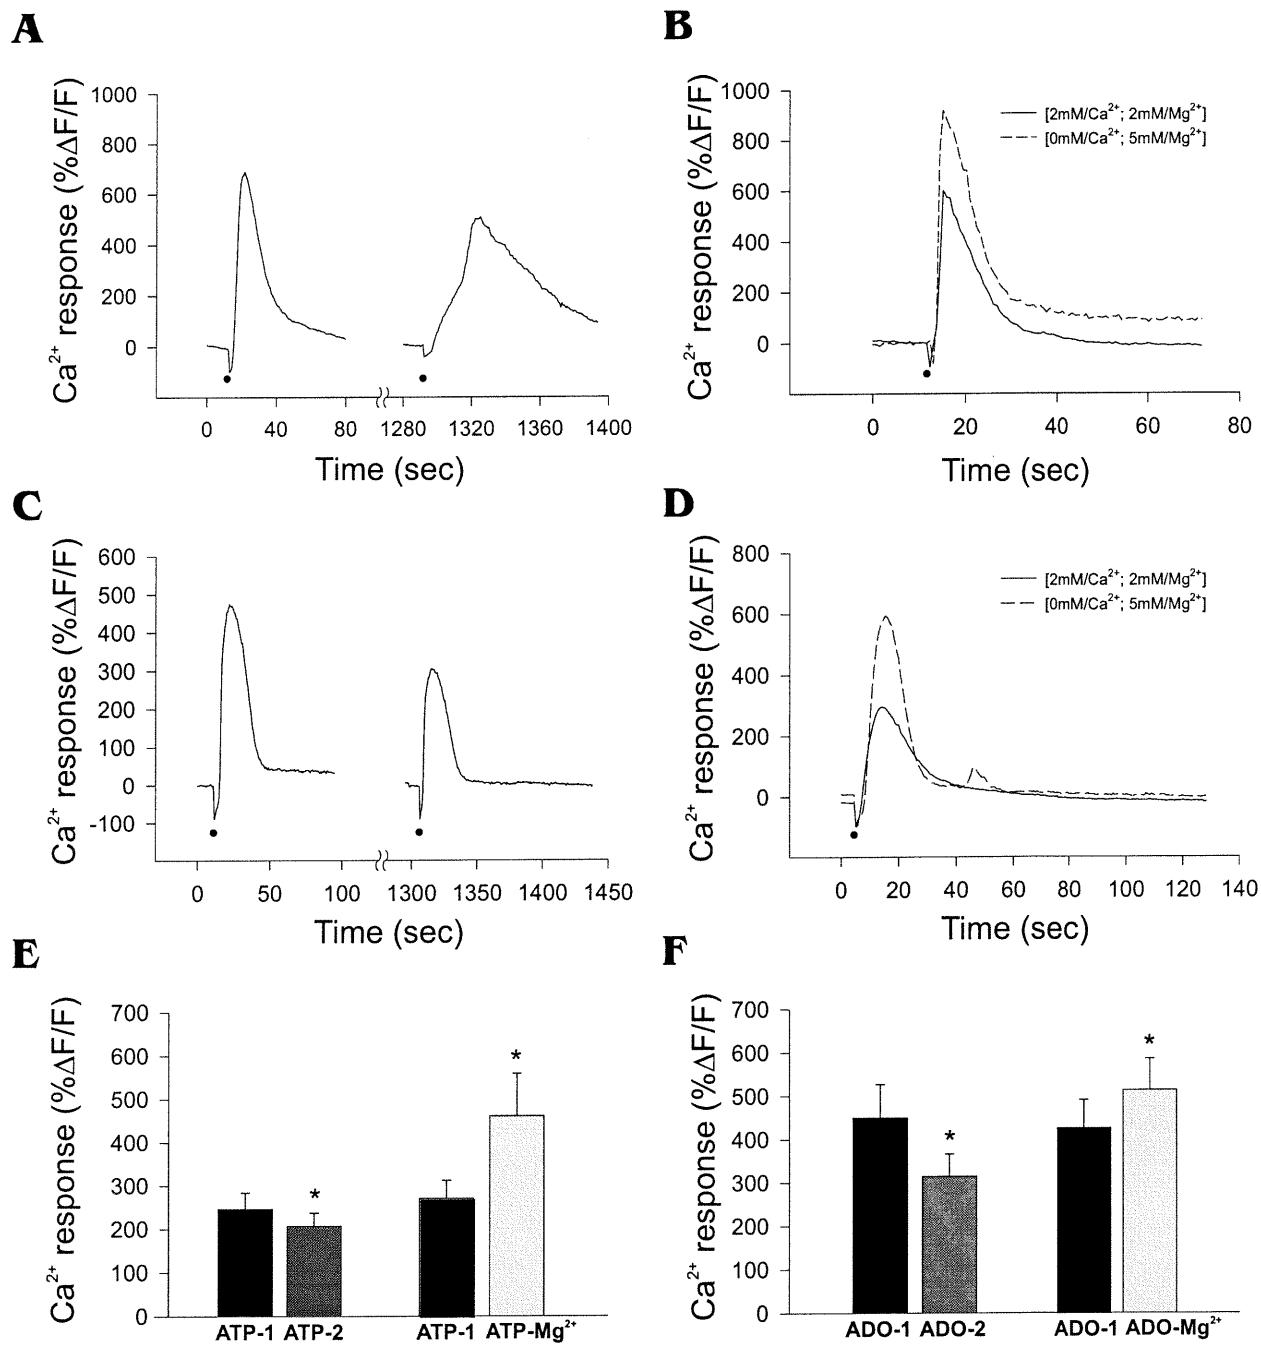 A
Ca²⁺ response (%ΔF/F)
1000
800
600
400
200
0
0 40 80 1280 1320 1360 1400
Time (sec)
B
Ca²⁺ response (%ΔF/F)
1000
800
600
400
200
0
[2mM/Ca²⁺; 2mM/Mg²⁺]
[0mM/Ca²⁺; 5mM/Mg²⁺]
0 20 40 60 80
Time (sec)
C
Ca²⁺ response (%ΔF/F)
600
500
400
300
200
100
0
-100
0 50 100 1300 1350 1400 1450
Time (sec)
D
Ca²⁺ response (%ΔF/F)
800
600
400
200
0
[2mM/Ca²⁺; 2mM/Mg²⁺]
[0mM/Ca²⁺; 5mM/Mg²⁺]
0 20 40 60 80 100 120 140
Time (sec)
E
Ca²⁺ response (%ΔF/F)
700
600
500
400
300
200
100
0
*
*
ATP-1 ATP-2 ATP-1 ATP-Mg²⁺
F
Ca²⁺ response (%ΔF/F)
700
600
500
400
300
200
100
0
*
*
ADO-1 ADO-2 ADO-1 ADO-Mg²⁺